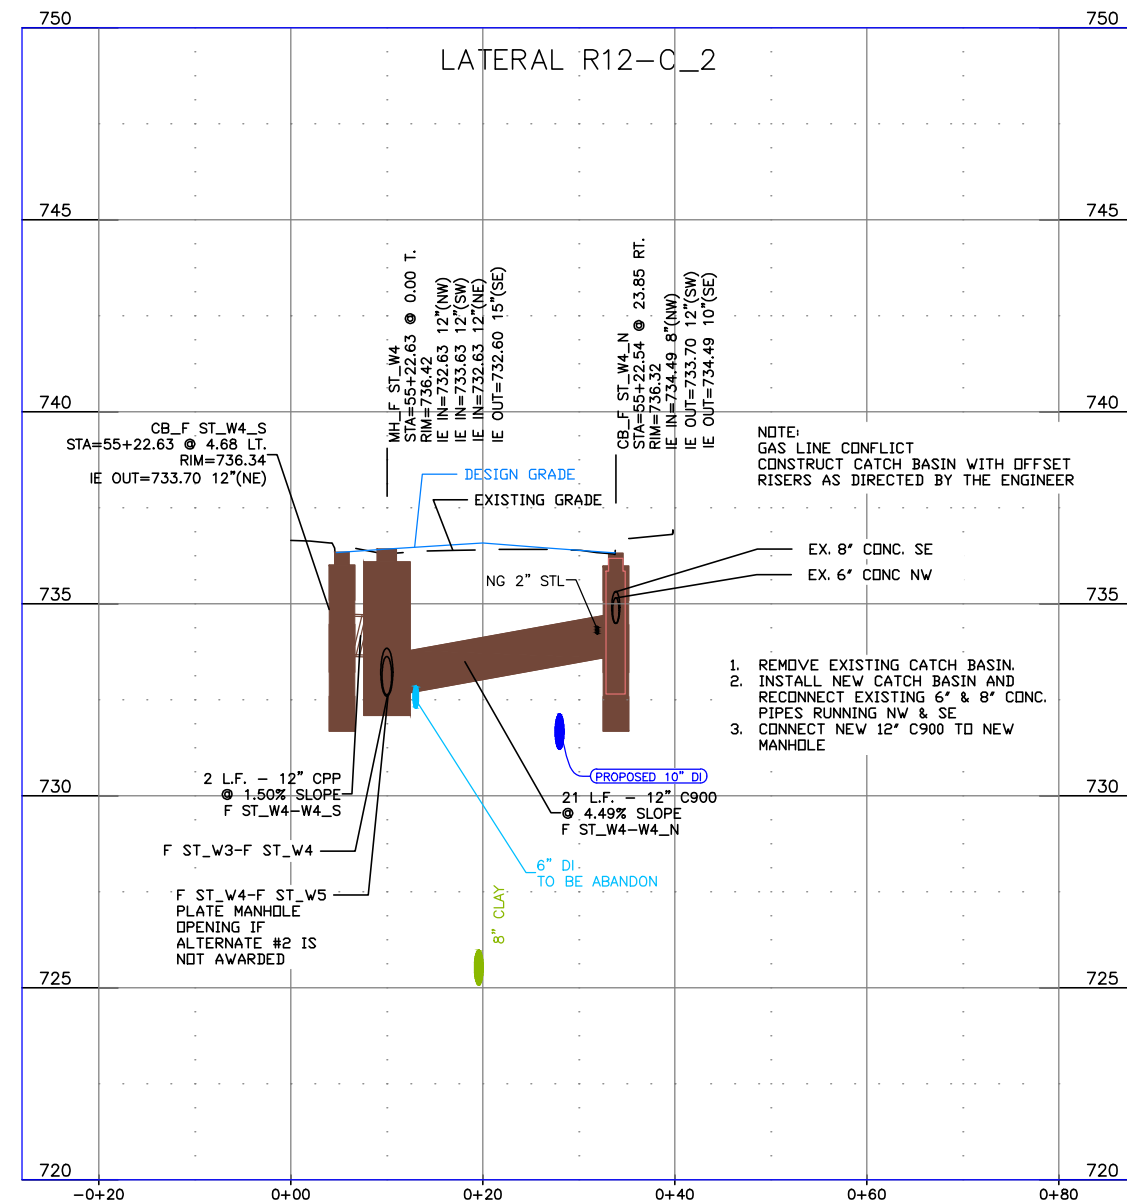 750
750
LATERAL R12-C_2
745
745
MH_F ST_W4
STA=55+22.63 @ 0.00 T.
RIM=736.42
IE IN=732.63 12"(NW)
IE IN=733.63 12"(SW)
IE IN=732.63 12"(NE)
IE OUT=732.60 15"(SE)
CB_F ST_W4_N
STA=55+22.54 @ 23.85 RT.
RIM=736.32
IE IN=734.49 8"(NW)
IE OUT=733.70 12"(SW)
IE OUT=734.49 10"(SE)
740
740
CB_F ST_W4_S
STA=55+22.63 @ 4.68 LT.
RIM=736.34
IE OUT=733.70 12"(NE)
NOTE:
GAS LINE CONFLICT
CONSTRUCT CATCH BASIN WITH OFFSET
RISERS AS DIRECTED BY THE ENGINEER
DESIGN GRADE
EXISTING GRADE
EX. 8" CONC. SE
EX. 6" CONC NW
NG 2" STL
735
735
1. REMOVE EXISTING CATCH BASIN.
2. INSTALL NEW CATCH BASIN AND
RECONNECT EXISTING 6" & 8" CONC.
PIPES RUNNING NW & SE
3. CONNECT NEW 12" C900 TO NEW
MANHOLE
PROPOSED 10" DI
2 L.F. - 12" CPP
@ 1.50% SLOPE
F ST_W4-W4_S
730
730
21 L.F. - 12" C900
@ 4.49% SLOPE
F ST_W4-W4_N
F ST_W3-F ST_W4
6" DI
TO BE ABANDON
F ST_W4-F ST_W5
PLATE MANHOLE
OPENING IF
ALTERNATE #2 IS
NOT AWARDED
8" CLAY
725
725
720
720
-0+20
0+00
0+20
0+40
0+60
0+80